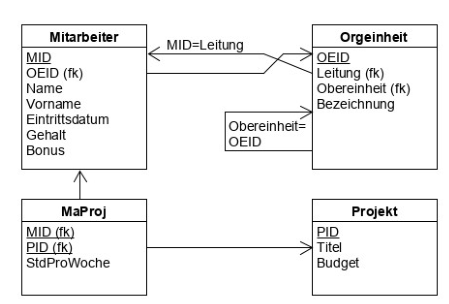 Mitarbeiter
MID
OEID (fk)
Name
Vorname
Eintrittsdatum
Gehalt
Bonus
MID=Leitung
Orgeinheit
OEID
Leitung (fk)
Obereinheit (fk)
Bezeichnung
Obereinheit=
OEID
MaProj
MID (fk)
PID (fk)
StdProWoche
Projekt
PID
Titel
Budget